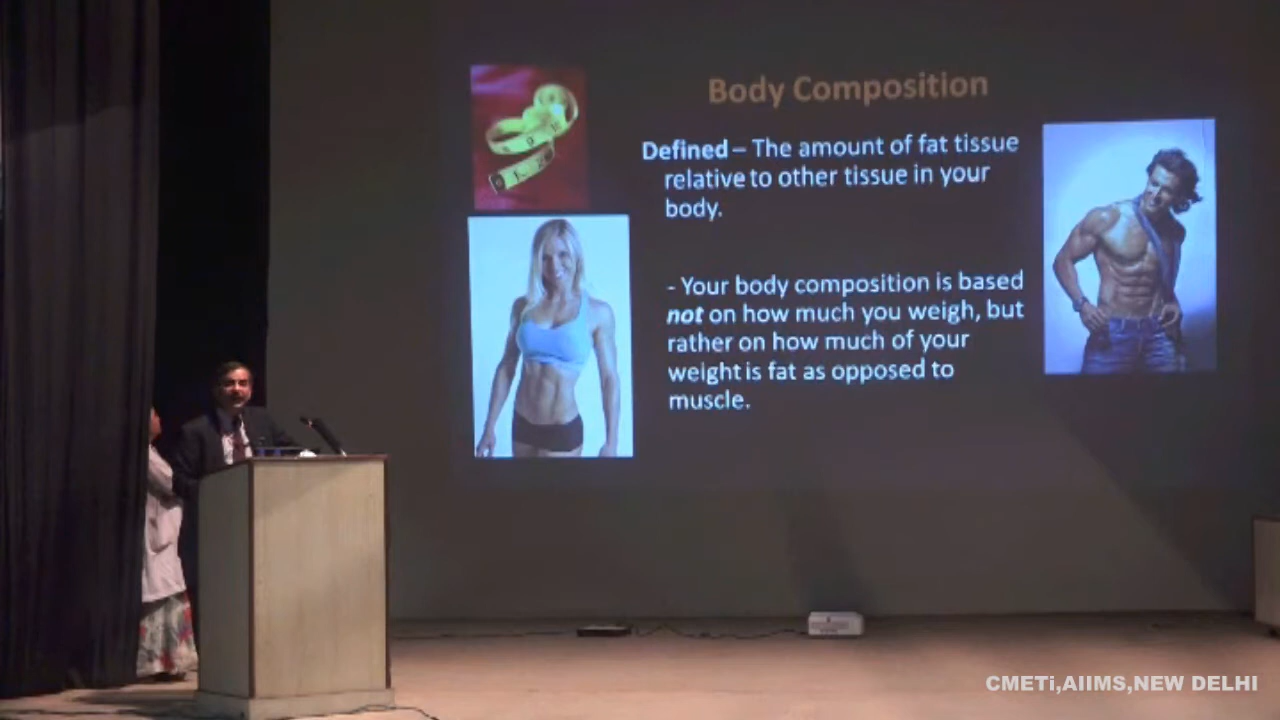 Body Composition
Defined – The amount of fat tissue
relative to other tissue in your
body.
- Your body composition is based
not on how much you weigh, but
rather on how much of your
weight is fat as opposed to
muscle.
CMETi,AIIMS,NEW DELHI